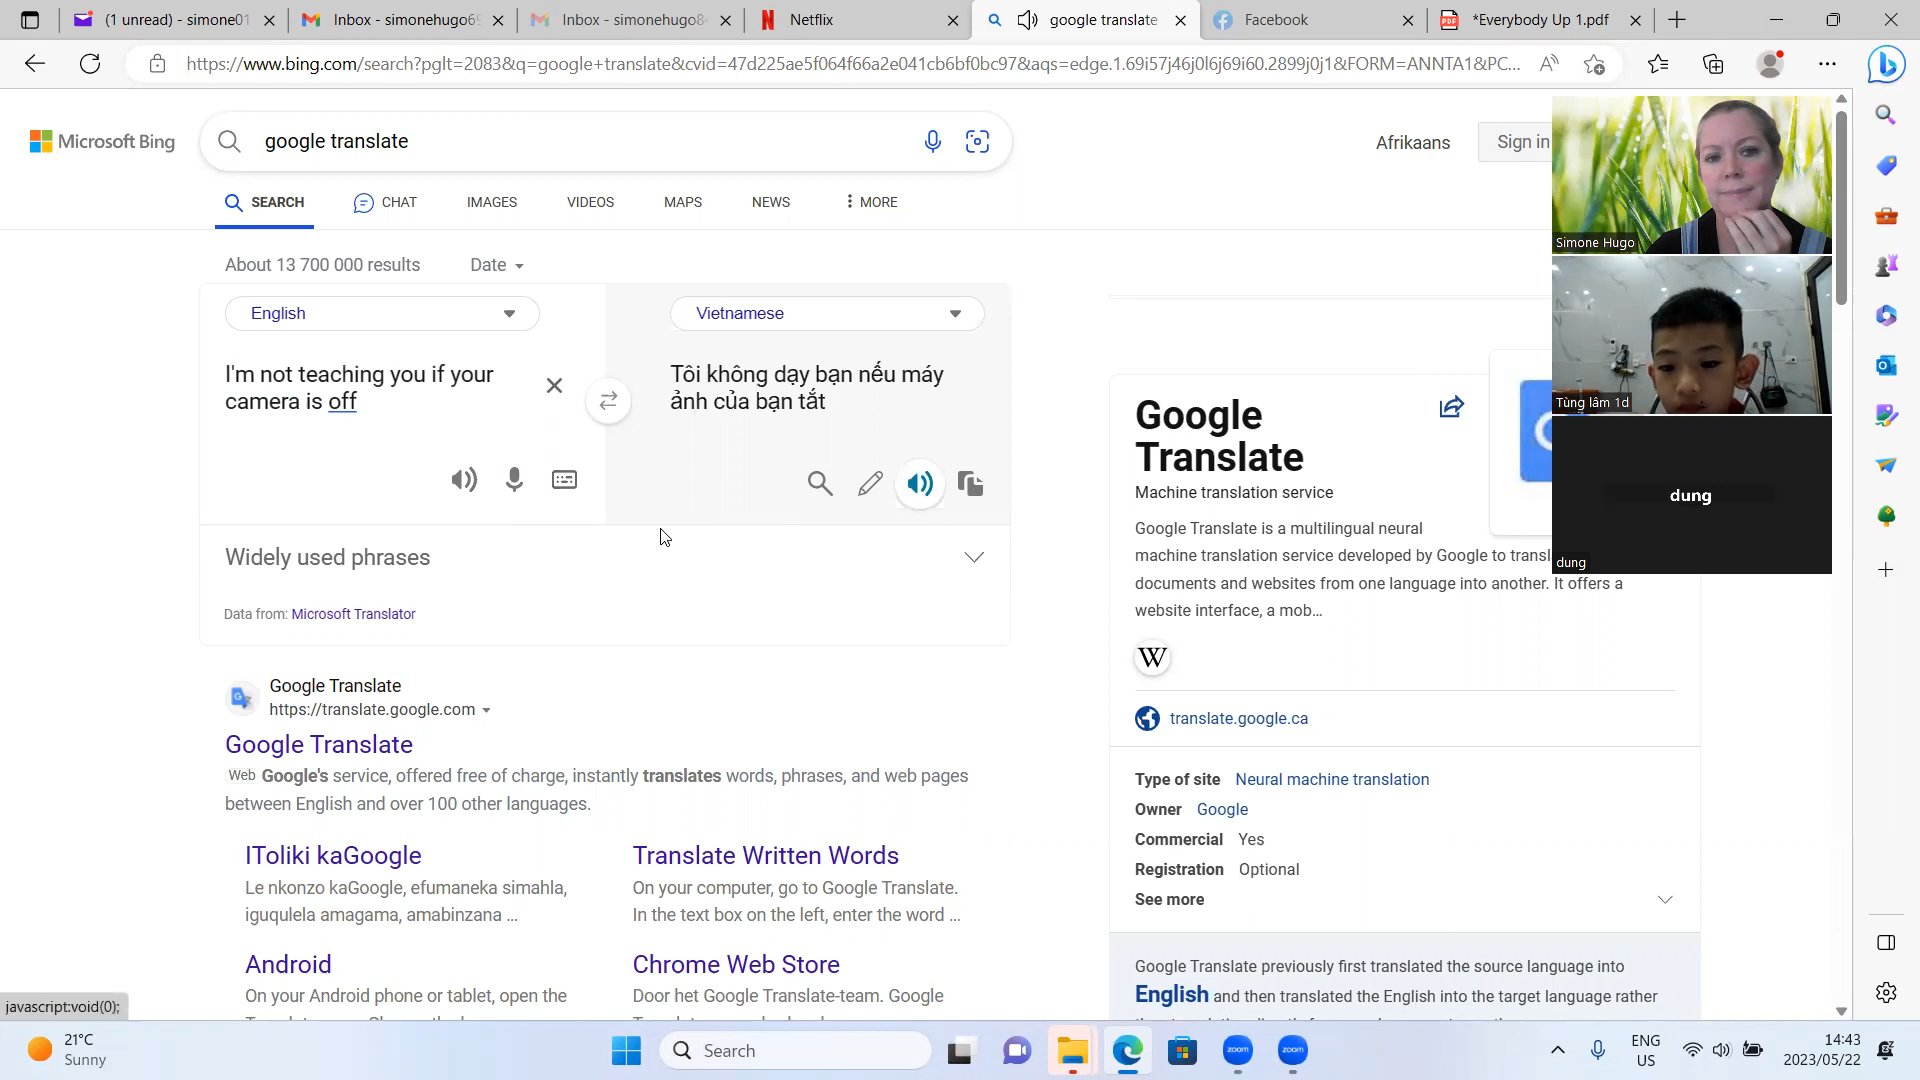 (1 unread) - simone01
Inbox - simonehugo69
Inbox - simonehugo84
Netflix
google translate
Facebook
*Everybody Up 1.pdf
https://www.bing.com/search?pglt=2083&q=google+translate&cvid=47d225ae5f064f66a2e041cb6bf0bc97&aqs=edge.1.69i57j46j0l6j69i60.2899j0j1&FORM=ANNTA1&PC...
Microsoft Bing
google translate
Afrikaans
Sign in
SEARCH
CHAT
IMAGES
VIDEOS
MAPS
NEWS
MORE
About 13 700 000 results
Date
English
Vietnamese
I'm not teaching you if your
camera is off
Tôi không dạy bạn nếu máy
ảnh của bạn tắt
Widely used phrases
Data from: Microsoft Translator
Google Translate
https://translate.google.com
Google Translate
Web Google's service, offered free of charge, instantly translates words, phrases, and web pages
between English and over 100 other languages.
IToliki kaGoogle
Le nkonzo kaGoogle, efumaneka simahla,
iguqulela amagama, amabinzana ...
Translate Written Words
On your computer, go to Google Translate.
In the text box on the left, enter the word ...
Android
On your Android phone or tablet, open the
Chrome Web Store
Door het Google Translate-team. Google
Google
Translate
Machine translation service
Google Translate is a multilingual neural
machine translation service developed by Google to transl
documents and websites from one language into another. It offers a
website interface, a mob...
W
translate.google.ca
Type of site Neural machine translation
Owner Google
Commercial Yes
Registration Optional
See more
Google Translate previously first translated the source language into
English and then translated the English into the target language rather
Simone Hugo
Tùng lâm 1d
dung
dung
javascript:void(0);
21°C
Sunny
Search
zoom
zoom
ENG
US
14:43
2023/05/22